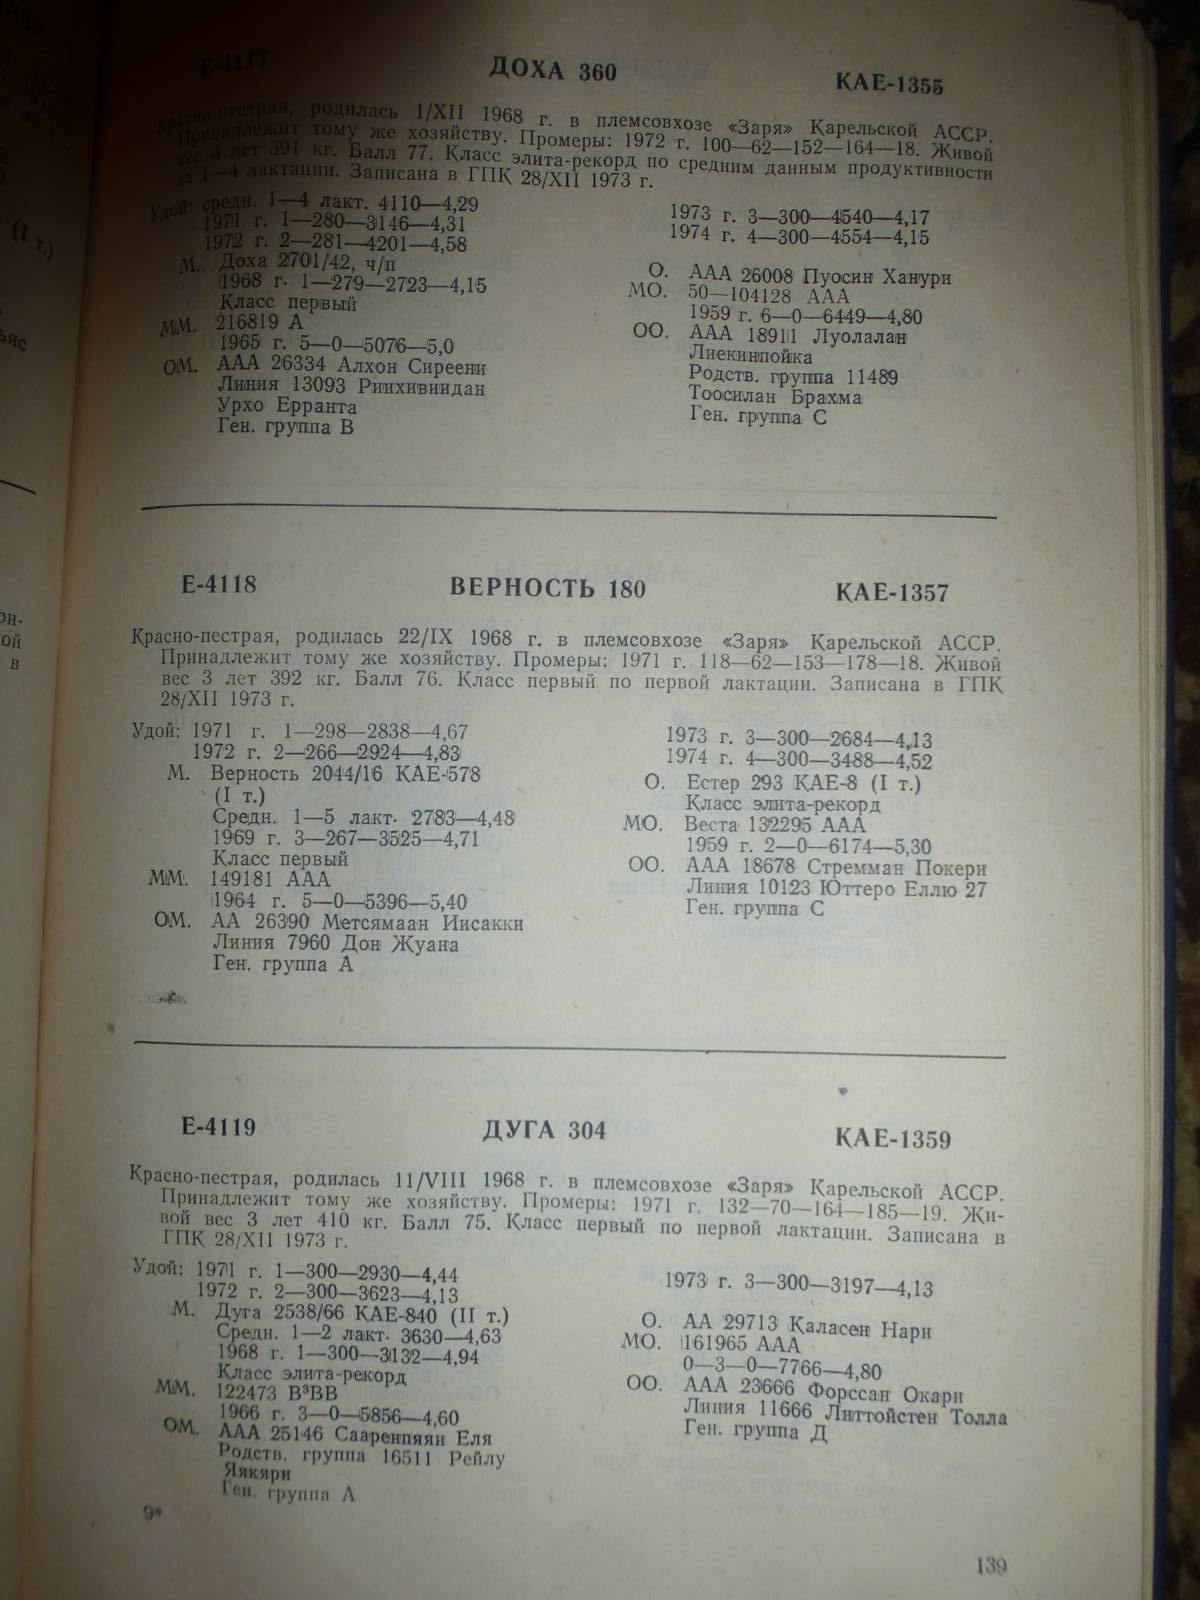 Е-4117 ДОХА 360 КАЕ-1355
Красно-пестрая, родилась 1/XII 1968 г. в племсовхозе «Заря» Карельской АССР.
Принадлежит тому же хозяйству. Промеры: 1972 г. 100—62—152—164—18. Живой
вес 3 лет 391 кг. Балл 77. Класс элита-рекорд по средним данным продуктивности
за 1—4 лактации. Записана в ГПК 28/XII 1973 г.
Удой: средн. 1—4 лакт. 4110—4,29
1971 г. 1—280—3146—4,31
1972 г. 2—281—4201—4,58
М. Доха 2701/42, ч/п
1968 г. 1—279—2723—4,15
Класс первый
ММ. 216819 А
1965 г. 5—0—5076—5,0
ОМ. ААА 26334 Алхон Сиреени
Линия 13093 Риихивиидан
Урхо Ерранта
Ген. группа В
1973 г. 3—300—4540—4,17
1974 г. 4—300—4554—4,15
О. ААА 26008 Пуосин Ханури
МО. 50—104128 ААА
1959 г. 6—0—6449—4,80
ОО. ААА 18911 Луолалан
Лиекинпойка
Родств. группа 11489
Тоосилан Брахма
Ген. группа С
Е-4118 ВЕРНОСТЬ 180 КАЕ-1357
Красно-пестрая, родилась 22/IX 1968 г. в племсовхозе «Заря» Карельской АССР.
Принадлежит тому же хозяйству. Промеры: 1971 г. 118—62—153—178—18. Живой
вес 3 лет 392 кг. Балл 76. Класс первый по первой лактации. Записана в ГПК
28/XII 1973 г.
Удой: 1971 г. 1—298—2838—4,67
1972 г. 2—266—2924—4,83
М. Верность 2044/16 КАЕ-578
(I т.)
Средн. 1—5 лакт. 2783—4,48
1969 г. 3—267—3525—4,71
Класс первый
ММ. 149181 ААА
1964 г. 5—0—5396—5,40
ОМ. АА 26390 Метсямаан Иисакки
Линия 7960 Дон Жуана
Ген. группа А
1973 г. 3—300—2684—4,13
1974 г. 4—300—3488—4,52
О. Естер 293 КАЕ-8 (I т.)
Класс элита-рекорд
МО. Веста 132295 ААА
1959 г. 2—0—6174—5,30
ОО. ААА 18678 Стремман Покери
Линия 10123 Юттеро Еллю 27
Ген. группа С
Е-4119 ДУГА 304 КАЕ-1359
Красно-пестрая, родилась 11/VIII 1968 г. в племсовхозе «Заря» Карельской АССР.
Принадлежит тому же хозяйству. Промеры: 1971 г. 132—70—164—185—19. Жи-
вой вес 3 лет 410 кг. Балл 75. Класс первый по первой лактации. Записана в
ГПК 28/XII 1973 г.
Удой: 1971 г. 1—300—2930—4,44
1972 г. 2—300—3623—4,13
М. Дуга 2538/66 КАЕ-840 (II т.)
Средн. 1—2 лакт. 3630—4,63
1968 г. 1—300—3132—4,94
Класс элита-рекорд
ММ. 122473 В³ВВ
1966 г. 3—0—5856—4,60
ОМ. ААА 25146 Сааренпяян Еля
Родств. группа 16511 Рейлу
Яякяри
Ген. группа А
1973 г. 3—300—3197—4,13
О. АА 29713 Каласен Нари
МО. 161965 ААА
0—3—0—7766—4,80
ОО. ААА 23666 Форссан Окари
Линия 11666 Литтойстен Толла
Ген. группа Д
9*
139